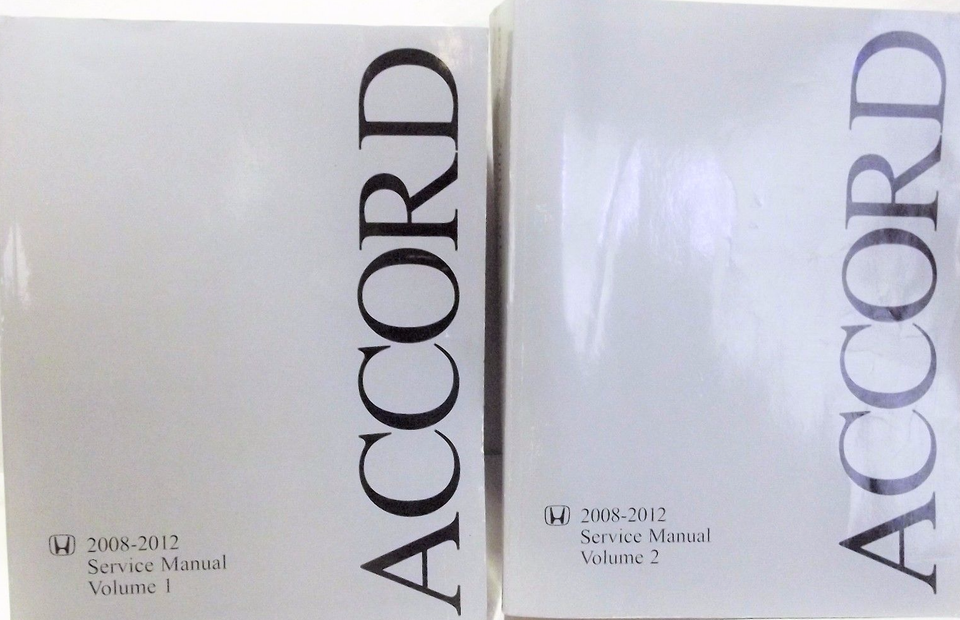 ACCORD
2008-2012
Service Manual
Volume 1
ACCORD
2008-2012
Service Manual
Volume 2